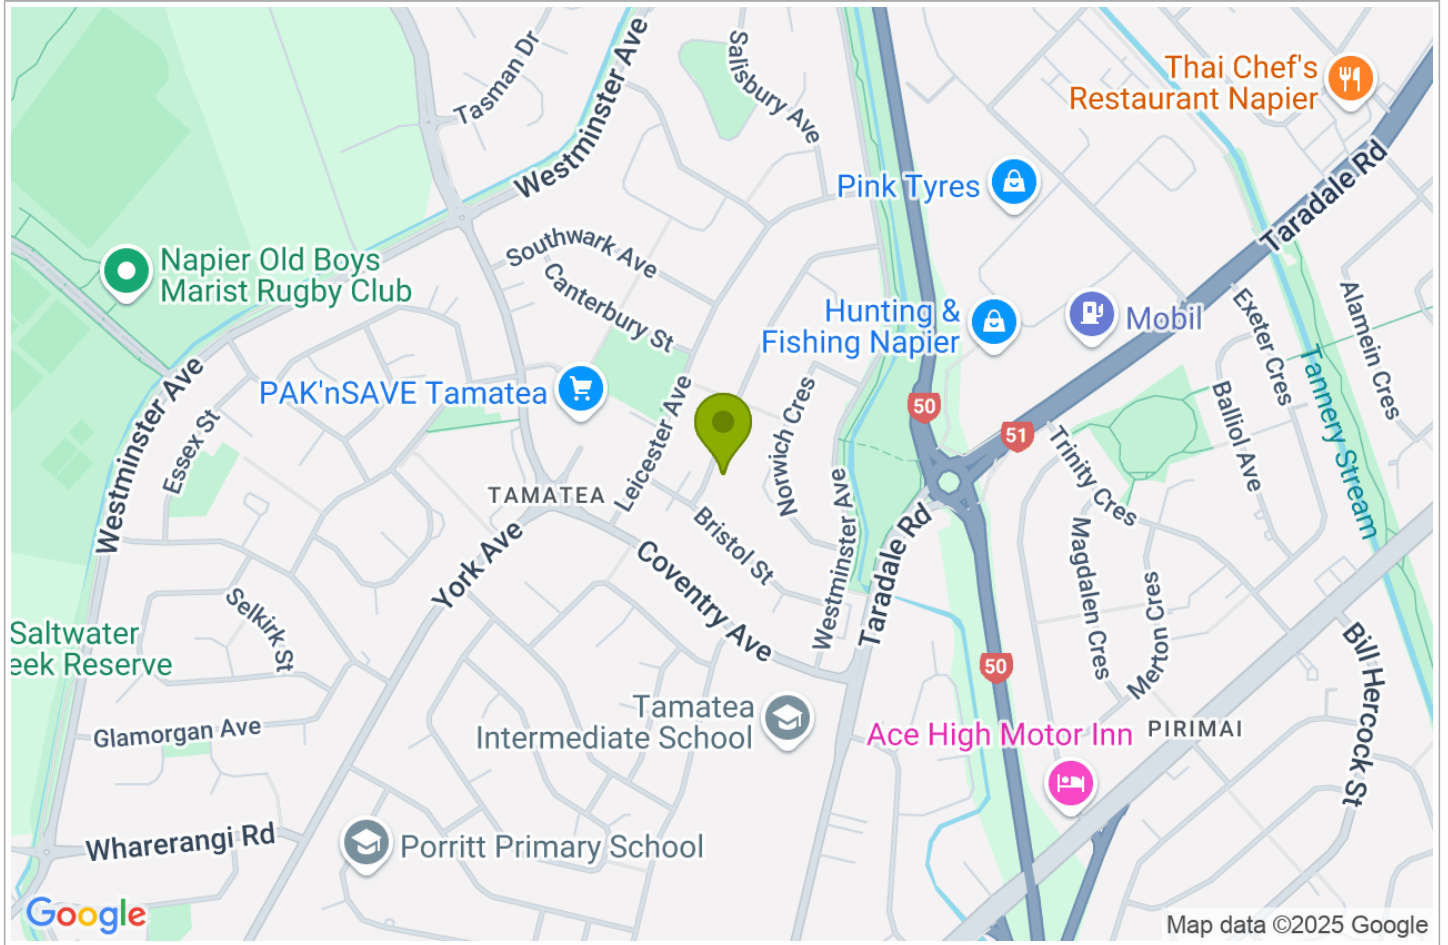 Tasman Dr
Westminster Ave
Salisbury Ave
Thai Chef's
Restaurant Napier
Taradale Rd
Pink Tyres
Southwark Ave
Canterbury St
Napier Old Boys
Marist Rugby Club
Hunting &
Fishing Napier
Mobil
Exeter Cres
Alamein Cres
Tannery Stream
PAK'nSAVE Tamatea
Westminster Ave
Essex St
Leicester Ave
Norwich Cres
50
51
Balliol Ave
Trinity Cres
TAMATEA
York Ave
Bristol St
Coventry Ave
Westminster Ave
Taradale Rd
Magdalen Cres
Merton Cres
Selkirk St
Saltwater
eek Reserve
50
Bill Hercock St
Glamorgan Ave
Tamatea
Intermediate School
Ace High Motor Inn
PIRIMAI
Wharerangi Rd
Porritt Primary School
Google
Map data ©2025 Google